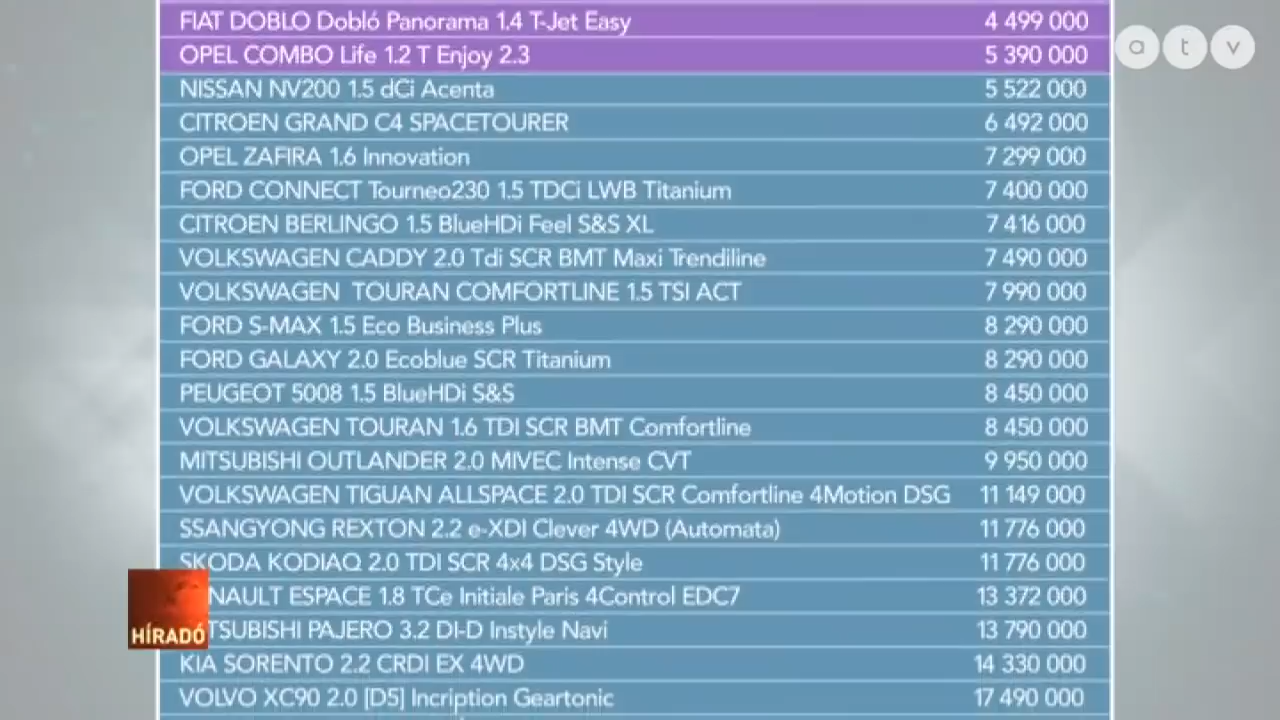 FIAT DOBLO Dobló Panorama 1.4 T-Jet Easy 4 499 000
OPEL COMBO Life 1.2 T Enjoy 2.3 5 390 000
atv
NISSAN NV200 1.5 dCi Acenta 5 522 000
CITROEN GRAND C4 SPACETOURER 6 492 000
OPEL ZAFIRA 1.6 Innovation 7 299 000
FORD CONNECT Tourneo230 1.5 TDCi LWB Titanium 7 400 000
CITROEN BERLINGO 1.5 BlueHDi Feel S&S XL 7 416 000
VOLKSWAGEN CADDY 2.0 Tdi SCR BMT Maxi Trendiline 7 490 000
VOLKSWAGEN TOURAN COMFORTLINE 1.5 TSI ACT 7 990 000
FORD S-MAX 1.5 Eco Business Plus 8 290 000
FORD GALAXY 2.0 Ecoblue SCR Titanium 8 290 000
PEUGEOT 5008 1.5 BlueHDi S&S 8 450 000
VOLKSWAGEN TOURAN 1.6 TDI SCR BMT Comfortline 8 450 000
MITSUBISHI OUTLANDER 2.0 MIVEC Intense CVT 9 950 000
VOLKSWAGEN TIGUAN ALLSPACE 2.0 TDI SCR Comfortline 4Motion DSG 11 149 000
SSANGYONG REXTON 2.2 e-XDI Clever 4WD (Automata) 11 776 000
SKODA KODIAQ 2.0 TDI SCR 4x4 DSG Style 11 776 000
NAULT ESPACE 1.8 TCe Initiale Paris 4Control EDC7 13 372 000
HÍRADÓ
TSUBISHI PAJERO 3.2 DI-D Instyle Navi 13 790 000
KIA SORENTO 2.2 CRDI EX 4WD 14 330 000
VOLVO XC90 2.0 [D5] Incription Geartonic 17 490 000